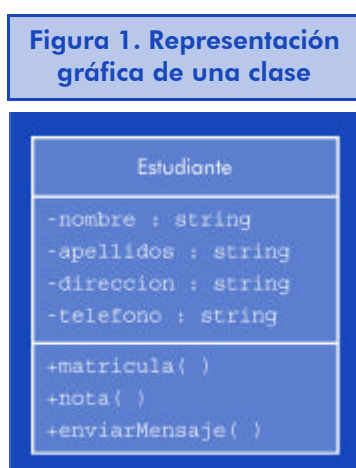 Figura 1. Representación
gráfica de una clase
Estudiante
-nombre : string
-apellidos : string
-direccion : string
-telefono : string
+matricula( )
+nota( )
+enviarMensaje( )